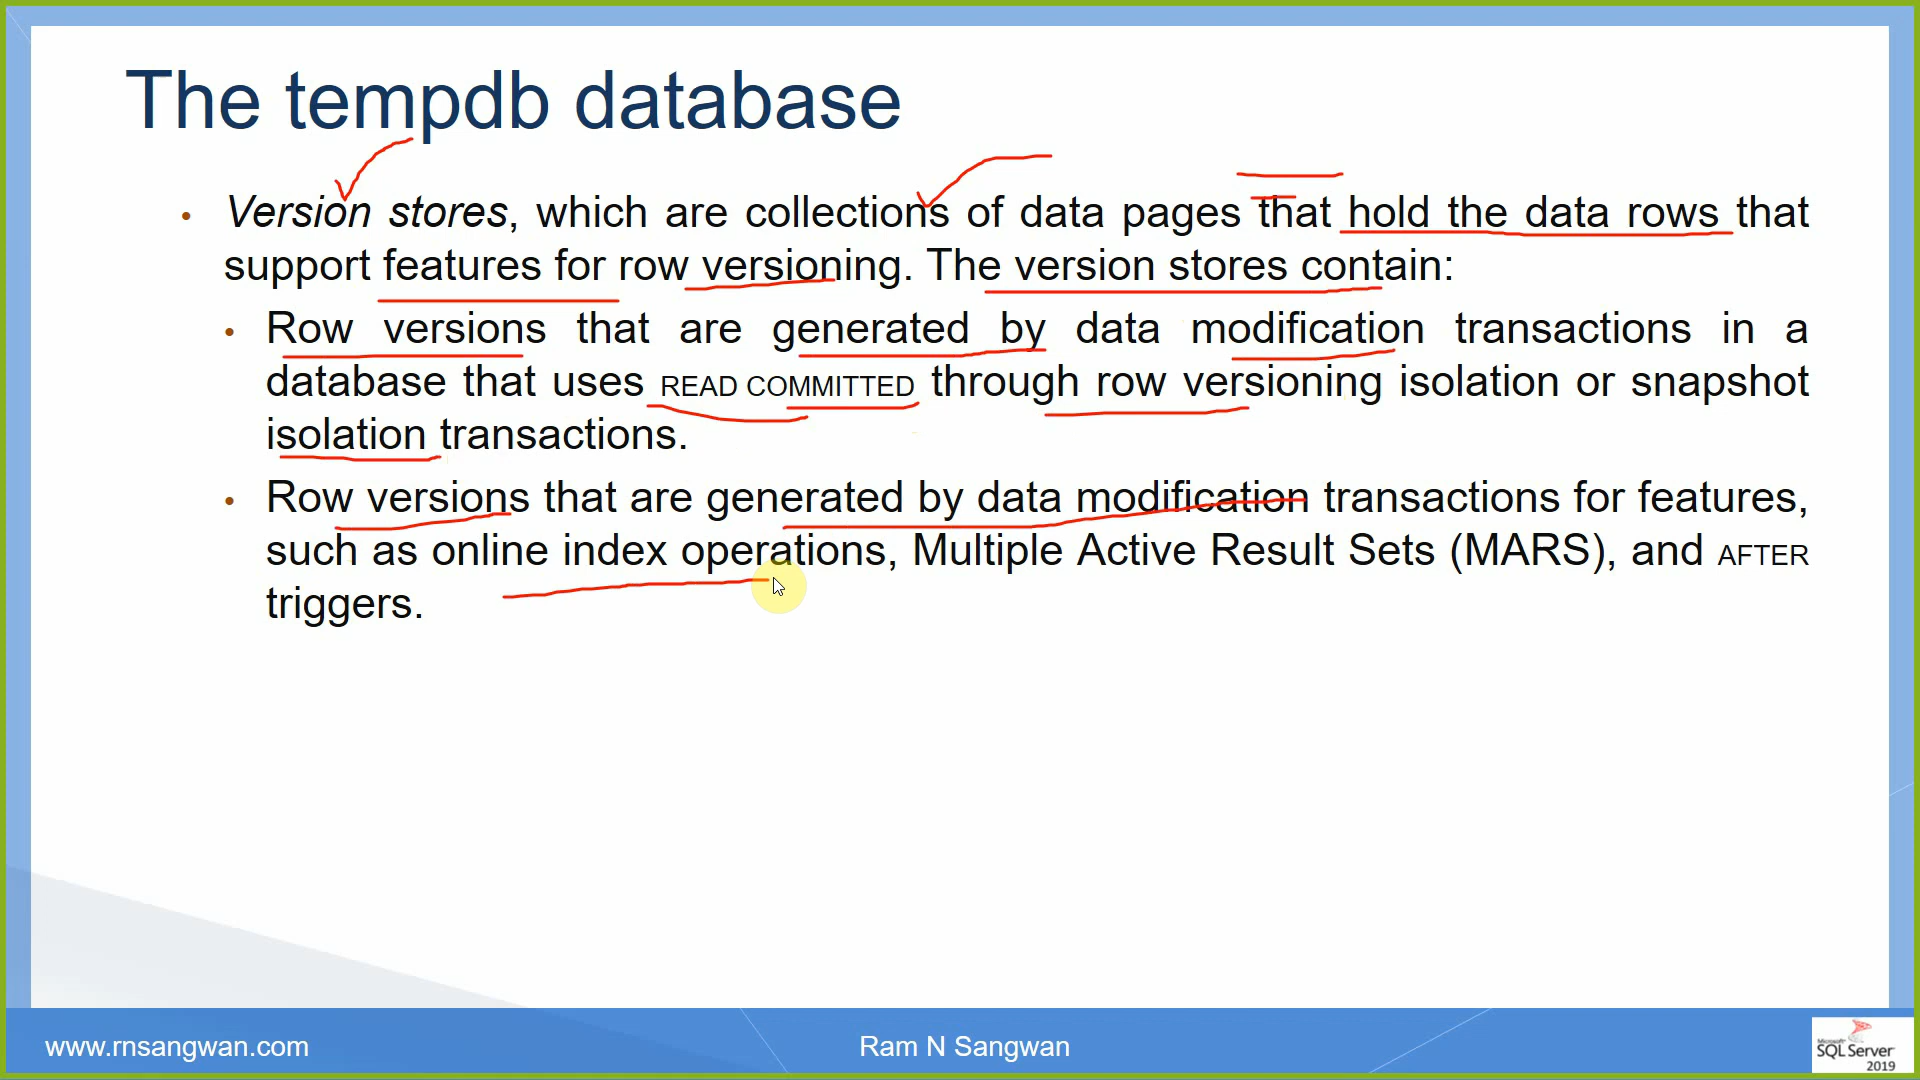 The tempdb database
• Version stores, which are collections of data pages that hold the data rows that
support features for row versioning. The version stores contain:
• Row versions that are generated by data modification transactions in a
database that uses READ COMMITTED through row versioning isolation or snapshot
isolation transactions.
• Row versions that are generated by data modification transactions for features,
such as online index operations, Multiple Active Result Sets (MARS), and AFTER
triggers.
www.rnsangwan.com
Ram N Sangwan
Microsoft
SQL Server
2019